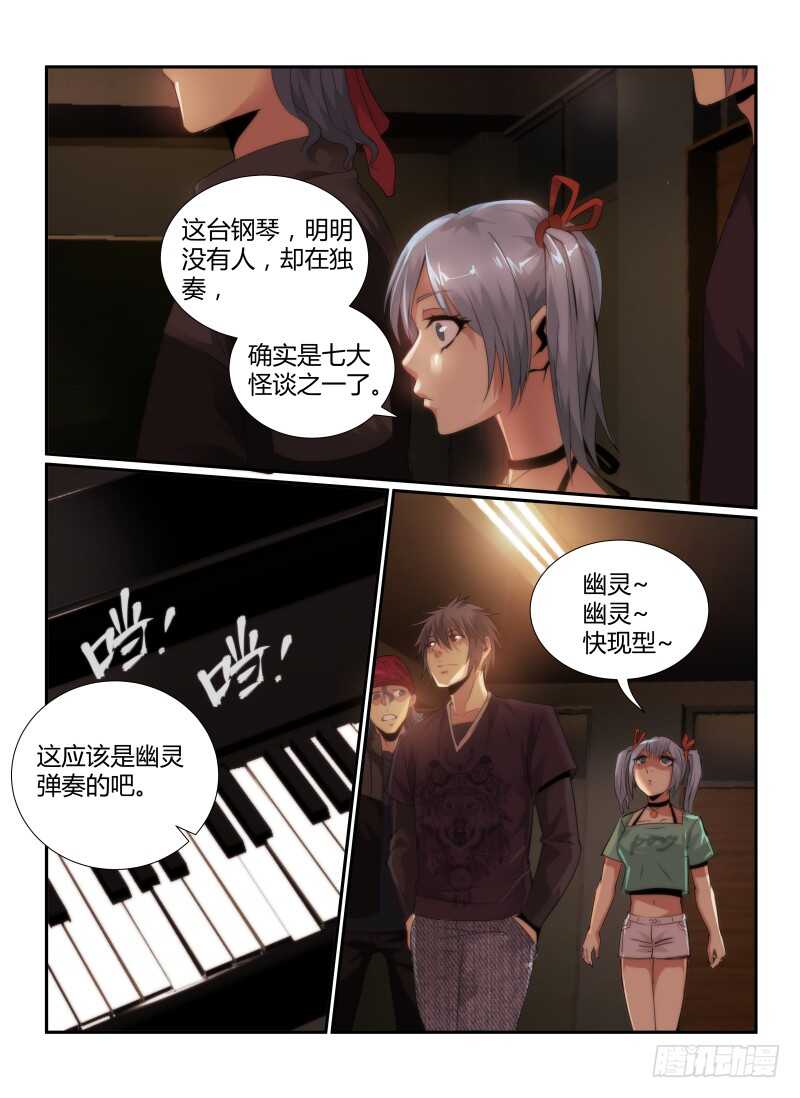 这台钢琴，明明
没有人，却在独
奏，
确实是七大
怪谈之一了。
当！
当！
这应该是幽灵
弹奏的吧。
幽灵~
幽灵~
快现型~
腾讯动漫